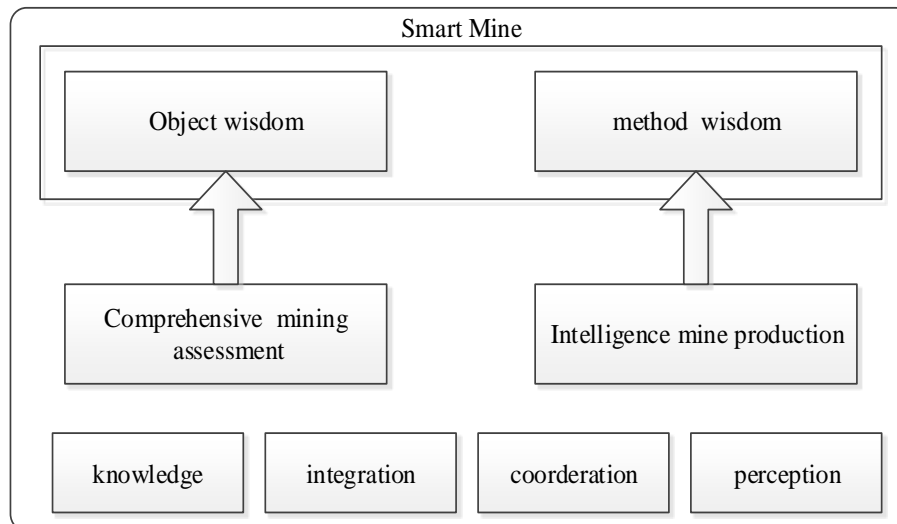 Smart Mine
Object wisdom
method wisdom
Comprehensive mining
assessment
Intelligence mine production
knowledge
integration
coorderation
perception